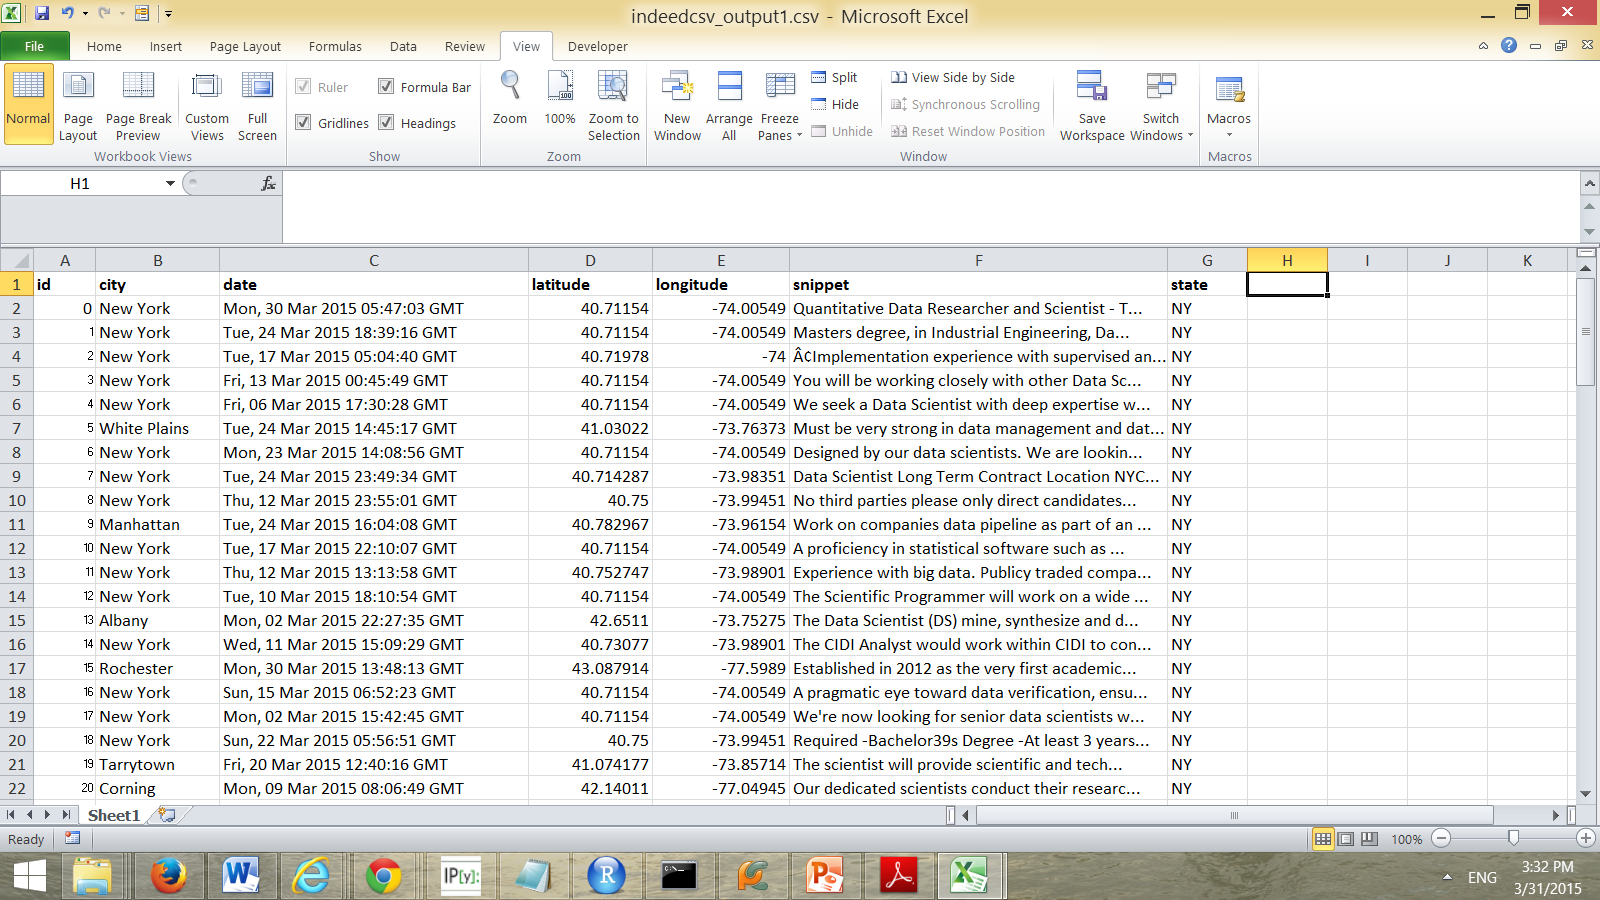 indeedcsv_output1.csv - Microsoft Excel
File Home Insert Page Layout Formulas Data Review View Developer
Normal Page Layout Page Break Preview Custom Views Full Screen
Workbook Views
Ruler Formula Bar
Gridlines Headings
Show
Zoom 100% Zoom to Selection
Zoom
New Window Arrange All Freeze Panes
Split
Hide
Unhide
View Side by Side
Synchronous Scrolling
Reset Window Position
Save Workspace Switch Windows
Window
Macros
Macros
H1 fx
A B C D E F G H I J K
1 id city date latitude longitude snippet state
2 0 New York Mon, 30 Mar 2015 05:47:03 GMT 40.71154 -74.00549 Quantitative Data Researcher and Scientist - T... NY
3 1 New York Tue, 24 Mar 2015 18:39:16 GMT 40.71154 -74.00549 Masters degree, in Industrial Engineering, Da... NY
4 2 New York Tue, 17 Mar 2015 05:04:40 GMT 40.71978 -74 Â¢Implementation experience with supervised an... NY
5 3 New York Fri, 13 Mar 2015 00:45:49 GMT 40.71154 -74.00549 You will be working closely with other Data Sc... NY
6 4 New York Fri, 06 Mar 2015 17:30:28 GMT 40.71154 -74.00549 We seek a Data Scientist with deep expertise w... NY
7 5 White Plains Tue, 24 Mar 2015 14:45:17 GMT 41.03022 -73.76373 Must be very strong in data management and dat... NY
8 6 New York Mon, 23 Mar 2015 14:08:56 GMT 40.71154 -74.00549 Designed by our data scientists. We are lookin... NY
9 7 New York Tue, 24 Mar 2015 23:49:34 GMT 40.714287 -73.98351 Data Scientist Long Term Contract Location NYC... NY
10 8 New York Thu, 12 Mar 2015 23:55:01 GMT 40.75 -73.99451 No third parties please only direct candidates... NY
11 9 Manhattan Tue, 24 Mar 2015 16:04:08 GMT 40.782967 -73.96154 Work on companies data pipeline as part of an ... NY
12 10 New York Tue, 17 Mar 2015 22:10:07 GMT 40.71154 -74.00549 A proficiency in statistical software such as ... NY
13 11 New York Thu, 12 Mar 2015 13:13:58 GMT 40.752747 -73.98901 Experience with big data. Publicy traded compa... NY
14 12 New York Tue, 10 Mar 2015 18:10:54 GMT 40.71154 -74.00549 The Scientific Programmer will work on a wide ... NY
15 13 Albany Mon, 02 Mar 2015 22:27:35 GMT 42.6511 -73.75275 The Data Scientist (DS) mine, synthesize and d... NY
16 14 New York Wed, 11 Mar 2015 15:09:29 GMT 40.73077 -73.98901 The CIDI Analyst would work within CIDI to con... NY
17 15 Rochester Mon, 30 Mar 2015 13:48:13 GMT 43.087914 -77.5989 Established in 2012 as the very first academic... NY
18 16 New York Sun, 15 Mar 2015 06:52:23 GMT 40.71154 -74.00549 A pragmatic eye toward data verification, ensu... NY
19 17 New York Mon, 02 Mar 2015 15:42:45 GMT 40.71154 -74.00549 We're now looking for senior data scientists w... NY
20 18 New York Sun, 22 Mar 2015 05:56:51 GMT 40.75 -73.99451 Required -Bachelor39s Degree -At least 3 years... NY
21 19 Tarrytown Fri, 20 Mar 2015 12:40:16 GMT 41.074177 -73.85714 The scientist will provide scientific and tech... NY
22 20 Corning Mon, 09 Mar 2015 08:06:49 GMT 42.14011 -77.04945 Our dedicated scientists conduct their researc... NY
Sheet1
Ready 100%
IP[y]: R
ENG 3:32 PM
3/31/2015